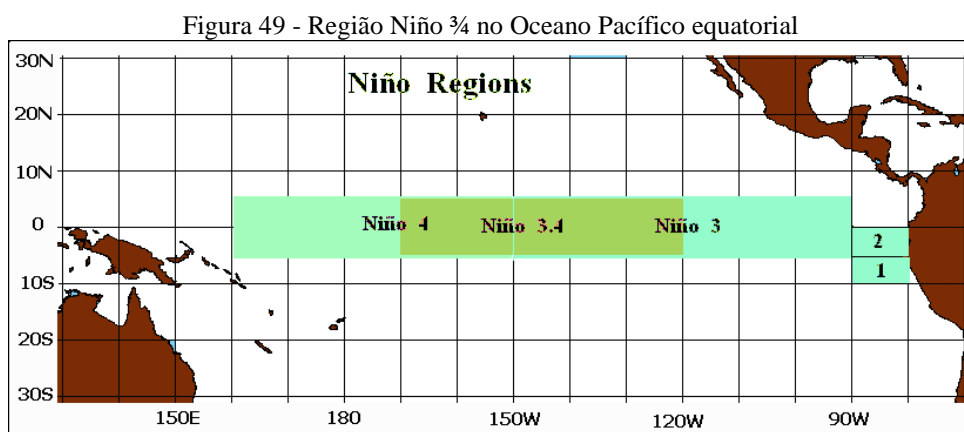 Figura 49 - Região Niño ¾ no Oceano Pacífico equatorial
30N
Niño Regions
20N
10N
0
Niño 4
Niño 3.4
Niño 3
2
1
10S
20S
30S
150E
180
150W
120W
90W